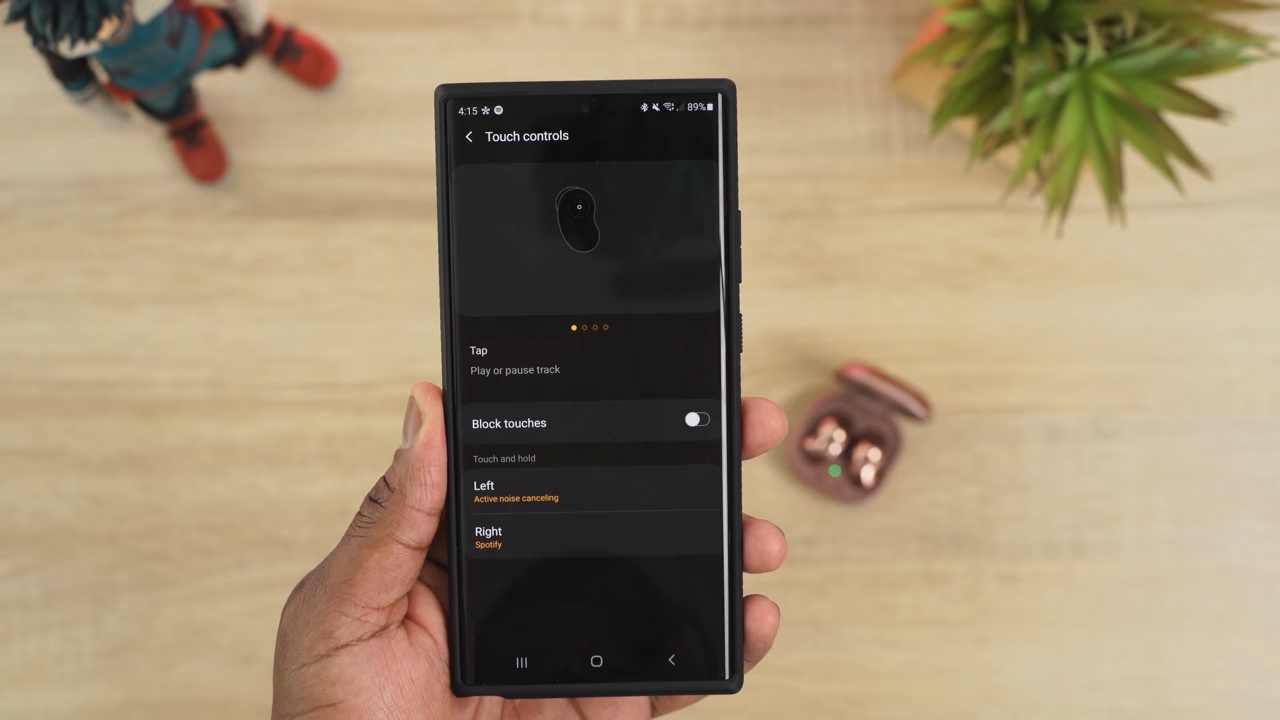 4:15
89%
Touch controls
Tap
Play or pause track
Block touches
Touch and hold
Left
Active noise canceling
Right
Spotify